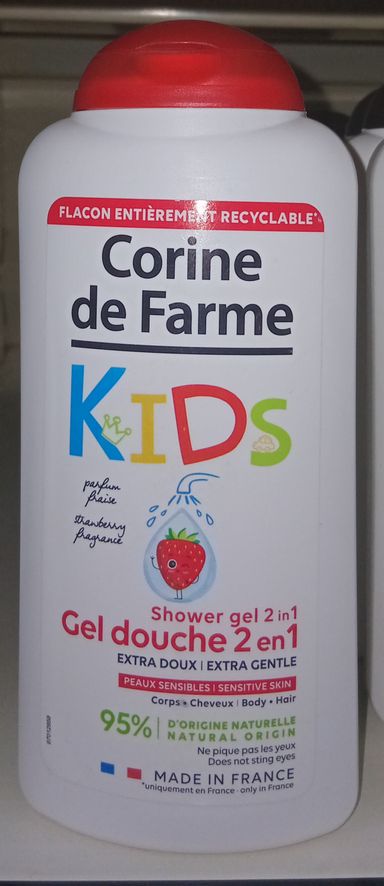 FLACON ENTIÈREMENT RECYCLABLE*
Corine
de Farme
KIDS
parfum
fraise
strawberry
fragrance
Shower gel 2 in 1
Gel douche 2 en 1
EXTRA DOUX | EXTRA GENTLE
PEAUX SENSIBLES | SENSITIVE SKIN
Corps • Cheveux | Body • Hair
95% D'ORIGINE NATURELLE
NATURAL ORIGIN
Ne pique pas les yeux
Does not sting eyes
MADE IN FRANCE
*uniquement en France - only in France